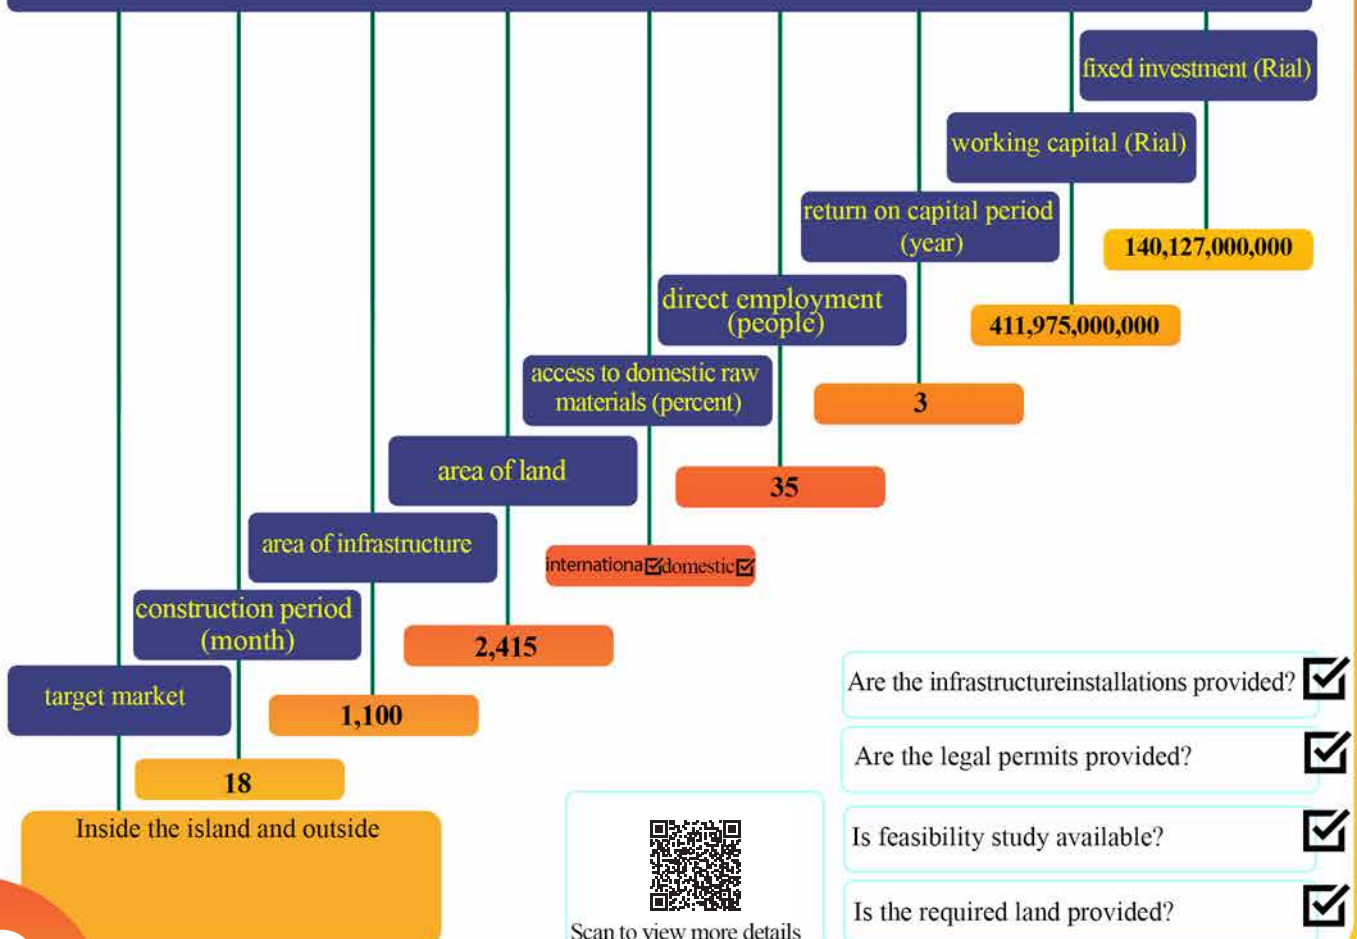 fixed investment (Rial)
140,127,000,000
working capital (Rial)
411,975,000,000
return on capital period
(year)
3
direct employment
(people)
35
access to domestic raw
materials (percent)
internationa domestic
area of land
2,415
area of infrastructure
1,100
construction period
(month)
18
target market
Inside the island and outside
Are the infrastructureinstallations provided?
Are the legal permits provided?
Is feasibility study available?
Is the required land provided?
Scan to view more details